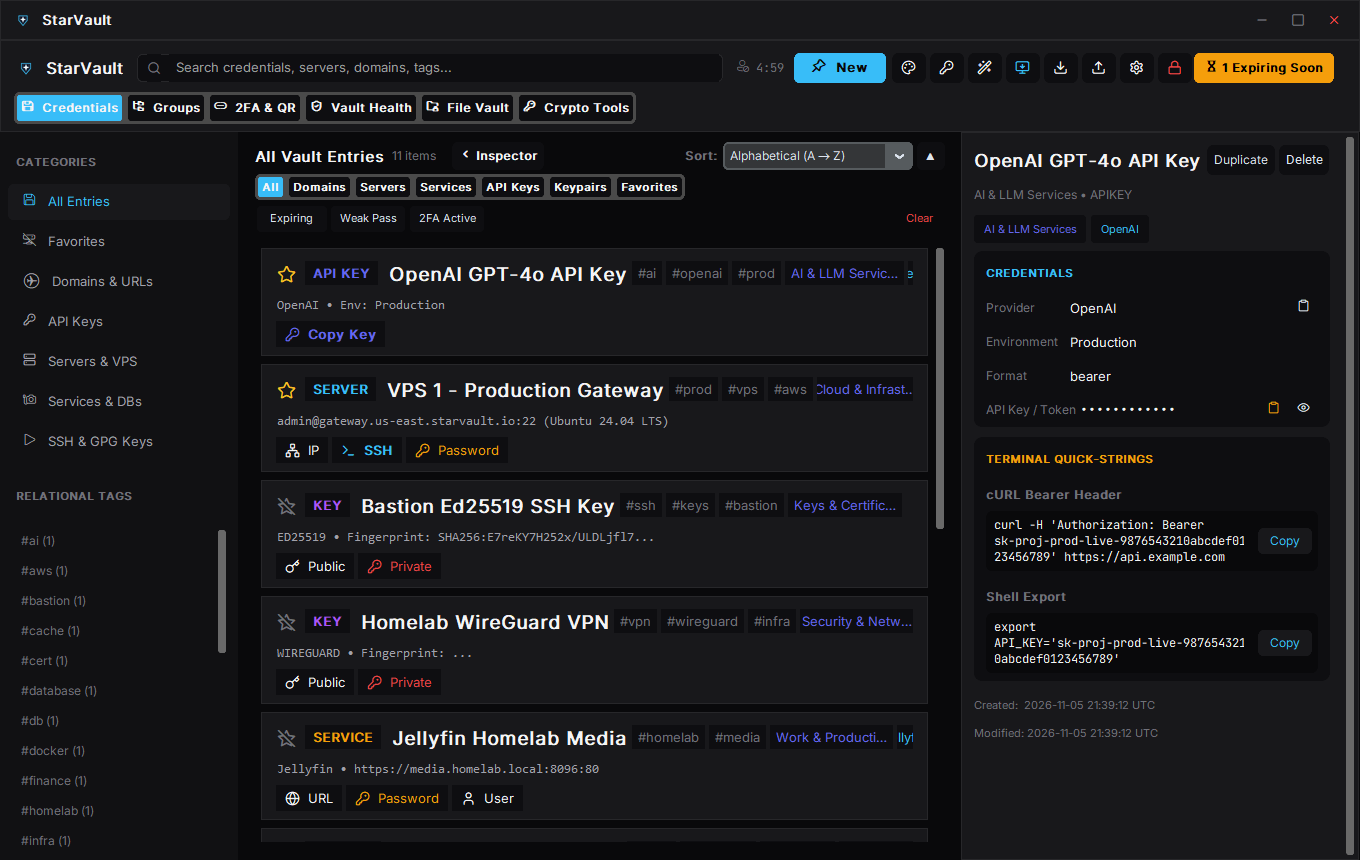 StarVault
StarVault
Search credentials, servers, domains, tags...
4:59
New
1 Expiring Soon
Credentials
Groups
2FA & QR
Vault Health
File Vault
Crypto Tools
CATEGORIES
All Entries
Favorites
Domains & URLs
API Keys
Servers & VPS
Services & DBs
SSH & GPG Keys
RELATIONAL TAGS
#ai (1)
#aws (1)
#bastion (1)
#cache (1)
#cert (1)
#database (1)
#db (1)
#docker (1)
#finance (1)
#homelab (1)
#infra (1)
All Vault Entries 11 items
Inspector
Sort: Alphabetical (A → Z)
▲
All Domains Servers Services API Keys Keypairs Favorites
Expiring Weak Pass 2FA Active
Clear
API KEY OpenAI GPT-4o API Key #ai #openai #prod AI & LLM Servic...
OpenAI • Env: Production
Copy Key
SERVER VPS 1 - Production Gateway #prod #vps #aws Cloud & Infrast...
admin@gateway.us-east.starvault.io:22 (Ubuntu 24.04 LTS)
IP SSH Password
KEY Bastion Ed25519 SSH Key #ssh #keys #bastion Keys & Certific...
ED25519 • Fingerprint: SHA256:E7reKY7H252x/ULDLjfl7...
Public Private
KEY Homelab WireGuard VPN #vpn #wireguard #infra Security & Netw...
WIREGUARD • Fingerprint: ...
Public Private
SERVICE Jellyfin Homelab Media #homelab #media Work & Producti...
Jellyfin • https://media.homelab.local:8096:80
URL Password User
OpenAI GPT-4o API Key
Duplicate
Delete
AI & LLM Services • APIKEY
AI & LLM Services
OpenAI
CREDENTIALS
Provider OpenAI
Environment Production
Format bearer
API Key / Token ••••••••••••
TERMINAL QUICK-STRINGS
cURL Bearer Header
curl -H 'Authorization: Bearer
sk-proj-prod-live-9876543210abcdef01
23456789' https://api.example.com
Copy
Shell Export
export
API_KEY='sk-proj-prod-live-987654321
0abcdef0123456789'
Copy
Created: 2026-11-05 21:39:12 UTC
Modified: 2026-11-05 21:39:12 UTC